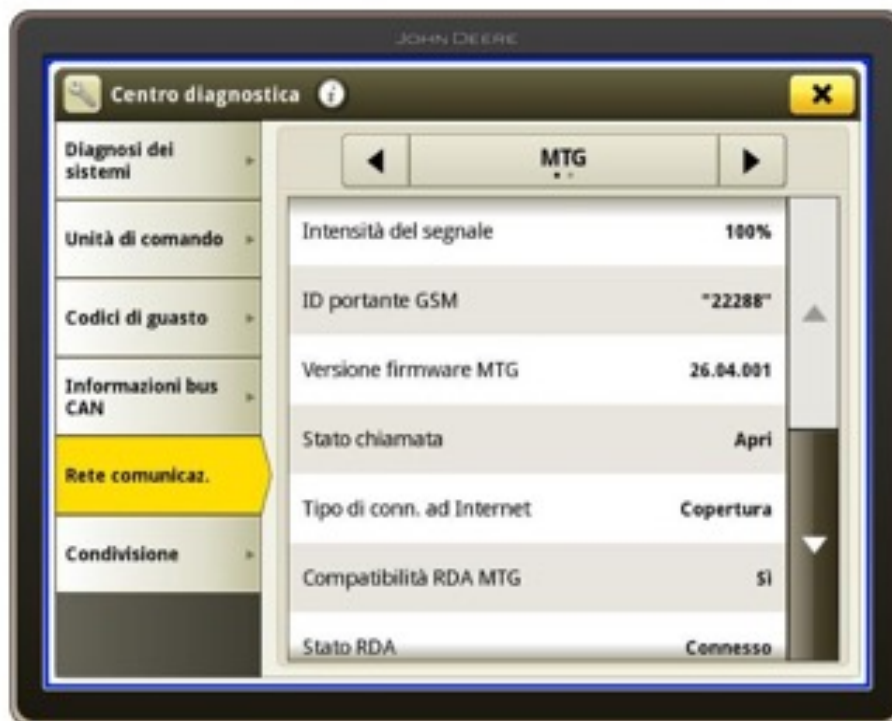 JOHN DEERE
Centro diagnostica i
Diagnosi dei
sistemi
Unità di comando
Codici di guasto
Informazioni bus
CAN
Rete comunicaz.
Condivisione
MTG
Intensità del segnale 100%
ID portante GSM "22288"
Versione firmware MTG 26.04.001
Stato chiamata Apri
Tipo di conn. ad Internet Copertura
Compatibilità RDA MTG Sì
Stato RDA Connesso